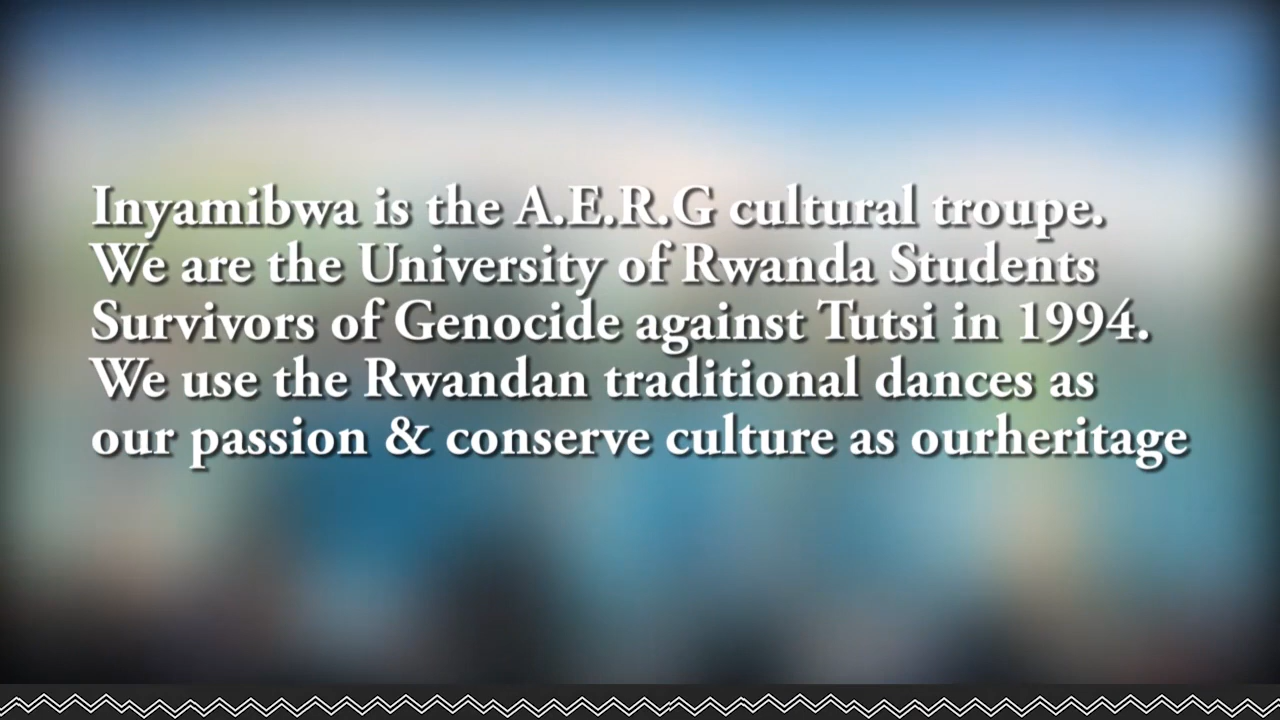 Inyamibwa is the A.E.R.G cultural troupe.
We are the University of Rwanda Students
Survivors of Genocide against Tutsi in 1994.
We use the Rwandan traditional dances as
our passion & conserve culture as ourheritage